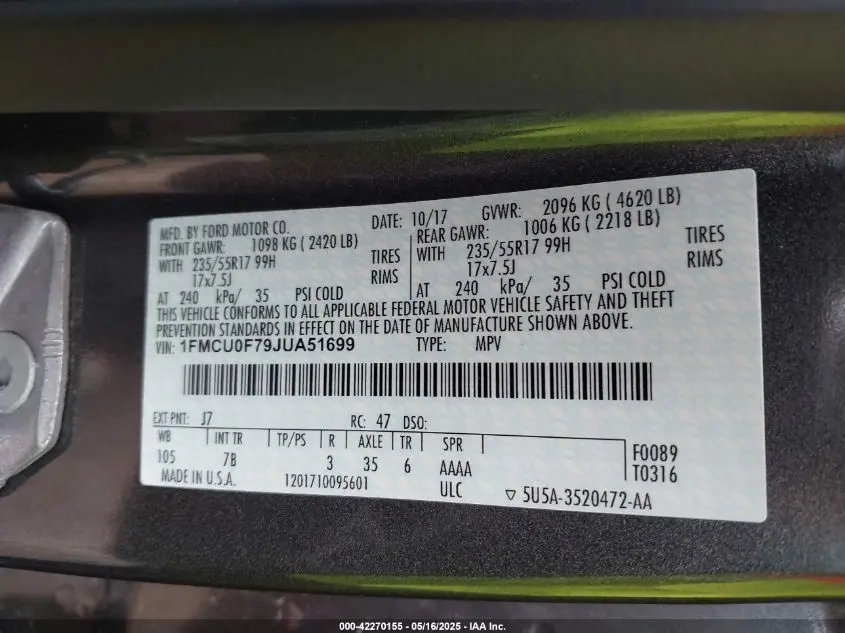 MFD. BY FORD MOTOR CO. DATE: 10/17 GVWR: 2096 KG ( 4620 LB)
FRONT GAWR: 1098 KG ( 2420 LB) REAR GAWR: 1006 KG ( 2218 LB)
WITH 235/55R17 99H TIRES WITH 235/55R17 99H TIRES
17x7.5J RIMS 17x7.5J RIMS
AT 240 kPa/ 35 PSI COLD AT 240 kPa/ 35 PSI COLD
THIS VEHICLE CONFORMS TO ALL APPLICABLE FEDERAL MOTOR VEHICLE SAFETY AND THEFT
PREVENTION STANDARDS IN EFFECT ON THE DATE OF MANUFACTURE SHOWN ABOVE.
VIN: 1FMCU0F79JUA51699 TYPE: MPV
EXT PNT: J7 RC: 47 DSO:
WB INT TR TP/PS R AXLE TR SPR F0089
105 7B 3 35 6 AAAA T0316
MADE IN U.S.A. 1201710095601 ULC ▽ 5U5A-3520472-AA
000-42270155 - 05/16/2025 - IAA Inc.